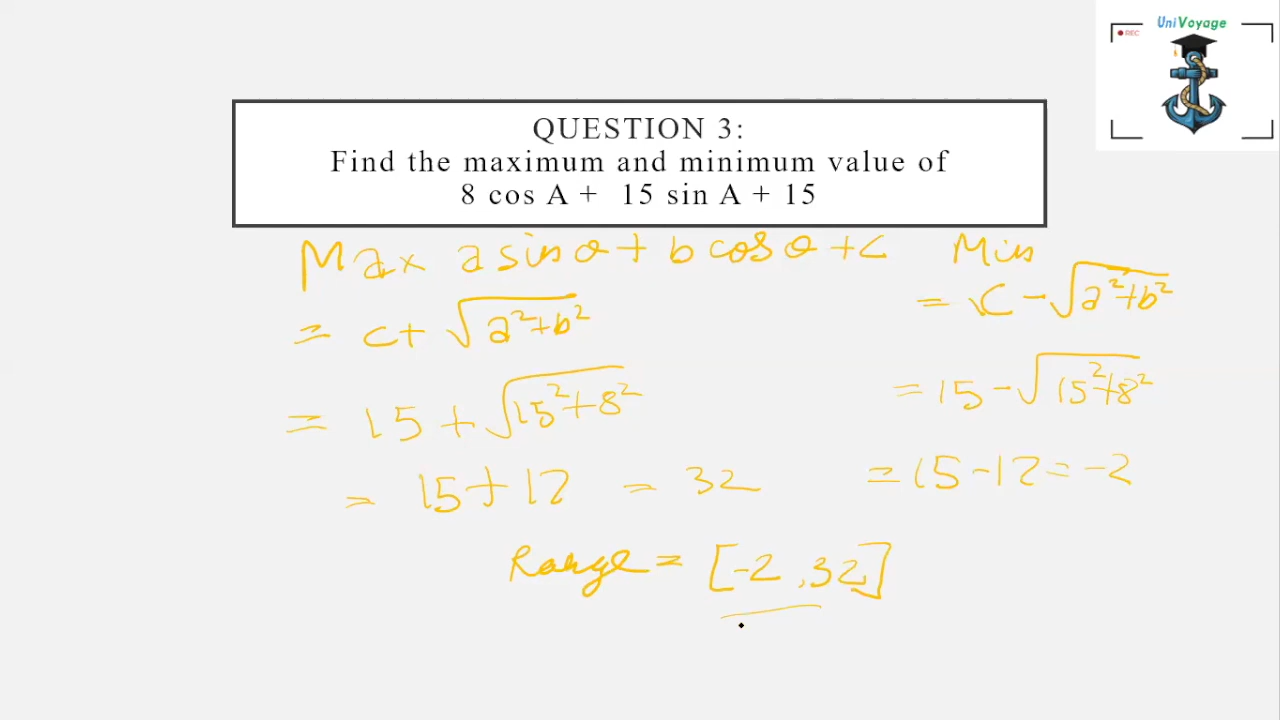 UniVoyage
REC
QUESTION 3:
Find the maximum and minimum value of
8 cos A + 15 sin A + 15
Max a sin θ + b cos θ + c
= c + √(a²+b²)
= 15 + √(15²+8²)
= 15 + 17 = 32
Min
= c - √(a²+b²)
= 15 - √(15²+8²)
= 15 - 17 = -2
Range = [-2, 32]